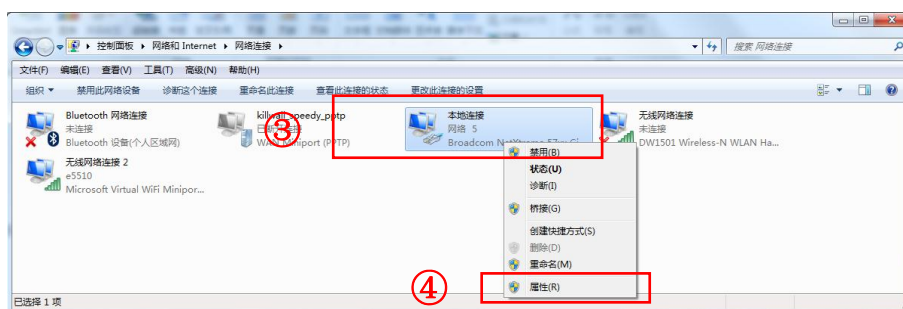 控制面板 ▸ 网络和 Internet ▸ 网络连接 ▸
搜索 网络连接
文件(F) 编辑(E) 查看(V) 工具(T) 高级(N) 帮助(H)
组织 ▼ 禁用此网络设备 诊断这个连接 重命名此连接 查看此连接的状态 更改此连接的设置
Bluetooth 网络连接
未连接
Bluetooth 设备(个人区域网)
speedy_pptp
WAN Miniport (PPTP)
本地连接
网络 5
Broadcom
无线网络连接
未连接
DW1501 Wireless-N WLAN Ha...
无线网络连接 2
e5510
Microsoft Virtual WiFi Minipor...
③
禁用(B)
状态(U)
诊断(I)
桥接(G)
创建快捷方式(S)
删除(D)
重命名(M)
④
属性(R)
已选择 1 项